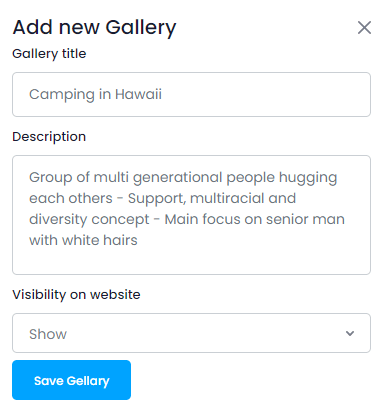 Add new Gallery
Gallery title
Camping in Hawaii
Description
Group of multi generational people hugging
each others - Support, multiracial and
diversity concept - Main focus on senior man
with white hairs
Visibility on website
Show
Save Gellary